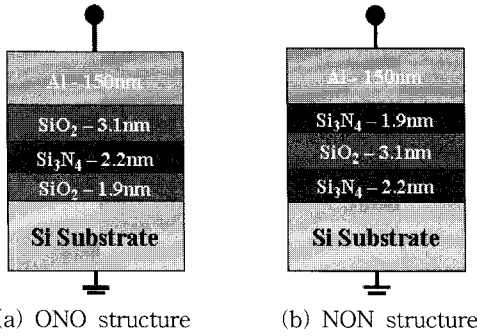 Al – 150nm
SiO₂ – 3.1nm
Si₃N₄ – 2.2nm
SiO₂ – 1.9nm
Si Substrate
(a) ONO structure
Al – 150nm
Si₃N₄ – 1.9nm
SiO₂ – 3.1nm
Si₃N₄ – 2.2nm
Si Substrate
(b) NON structure